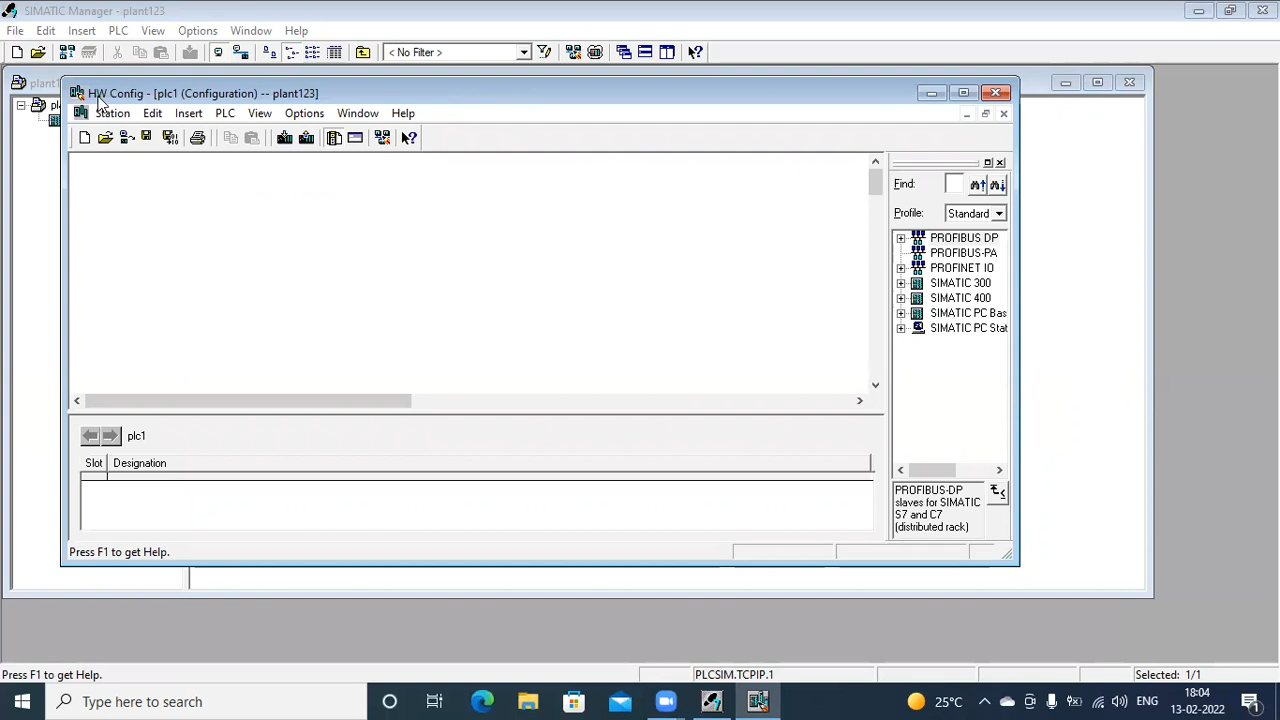 SIMATIC Manager - plant123
File Edit Insert PLC View Options Window Help
< No Filter >
plant1
HW Config - [plc1 (Configuration) -- plant123]
Station Edit Insert PLC View Options Window Help
Find:
Profile: Standard
PROFIBUS DP
PROFIBUS-PA
PROFINET IO
SIMATIC 300
SIMATIC 400
SIMATIC PC Bas
SIMATIC PC Stat
plc1
Slot Designation
PROFIBUS-DP
slaves for SIMATIC
S7 and C7
(distributed rack)
Press F1 to get Help.
Press F1 to get Help. PLCSIM.TCPIP.1 Selected: 1/1
Type here to search
25°C ENG 18:04
13-02-2022